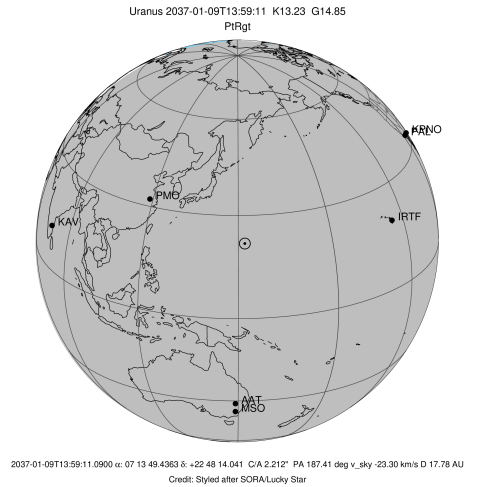 Uranus 2037-01-09T13:59:11 K13.23 G14.85
PtRgt
KPNO
PAL
PMO
IRTF
KAV
AAT
MSO
2037-01-09T13:59:11.0900 α: 07 13 49.4363 δ: +22 48 14.041 C/A 2.212" PA 187.41 deg v_sky -23.30 km/s D 17.78 AU
Credit: Styled after SORA/Lucky Star